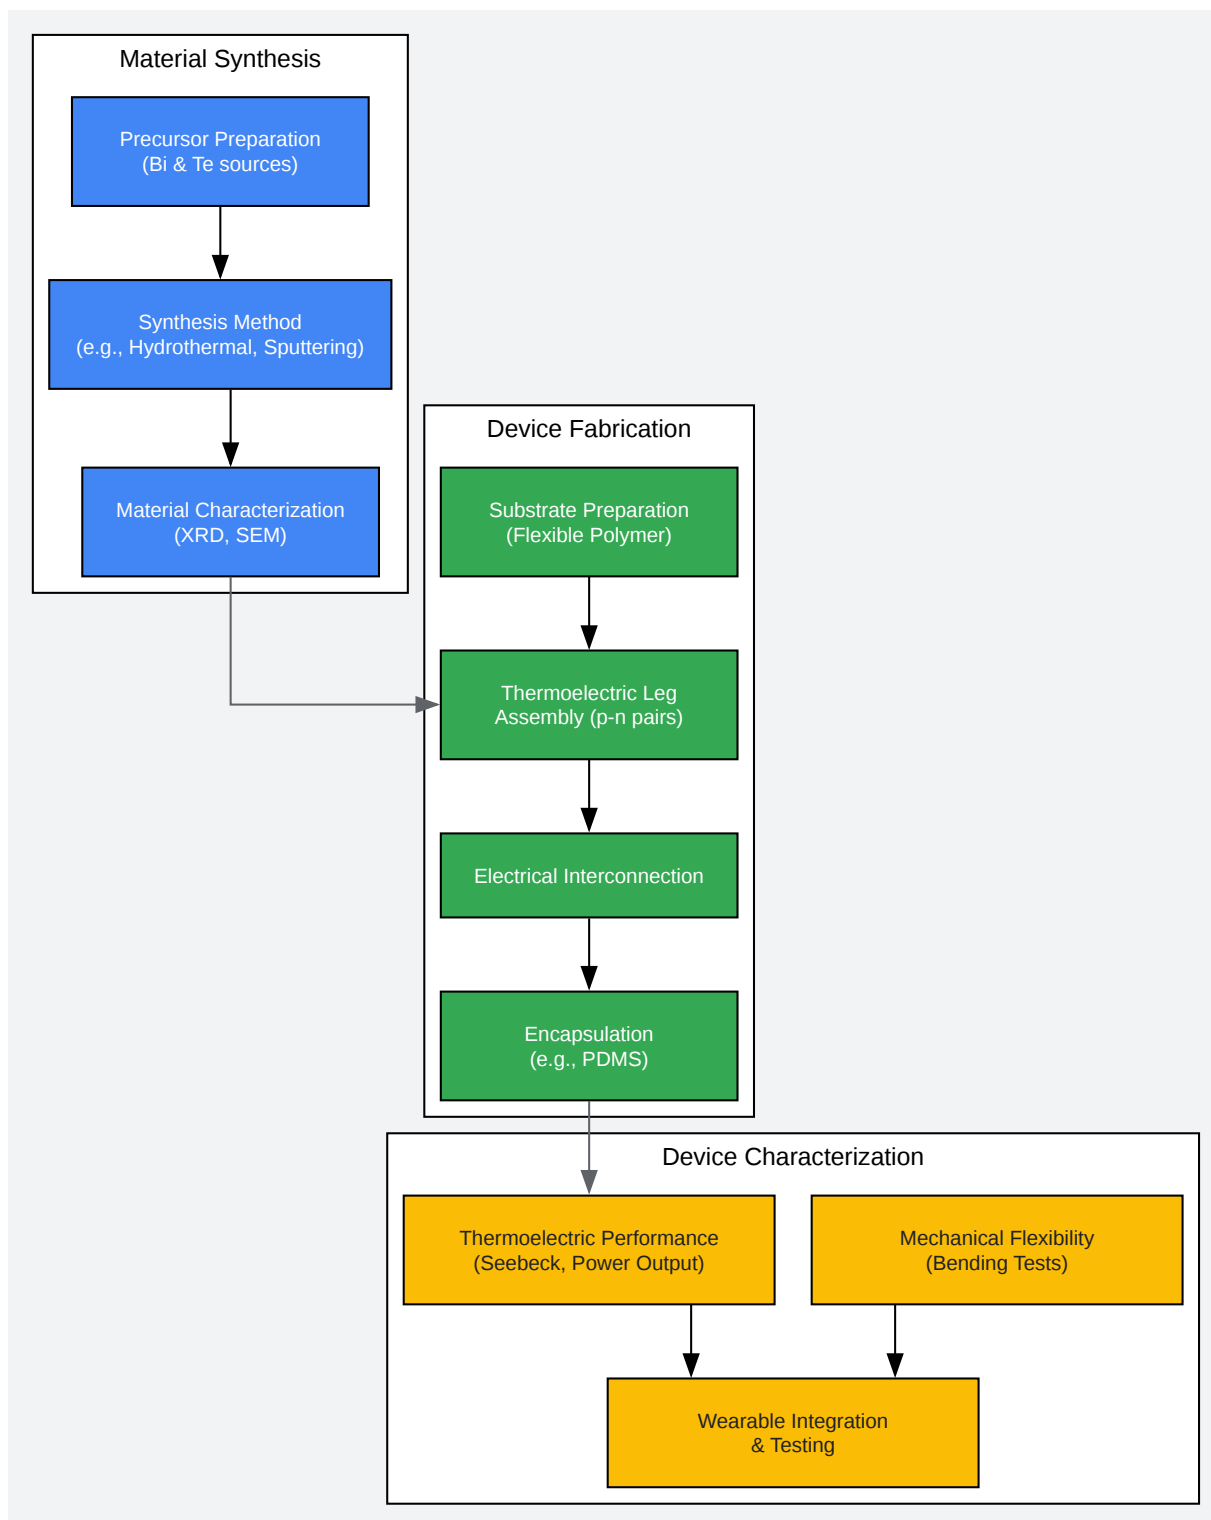 Material Synthesis
Precursor Preparation
(Bi & Te sources)
Synthesis Method
(e.g., Hydrothermal, Sputtering)
Material Characterization
(XRD, SEM)
Device Fabrication
Substrate Preparation
(Flexible Polymer)
Thermoelectric Leg
Assembly (p-n pairs)
Electrical Interconnection
Encapsulation
(e.g., PDMS)
Device Characterization
Thermoelectric Performance
(Seebeck, Power Output)
Mechanical Flexibility
(Bending Tests)
Wearable Integration
& Testing